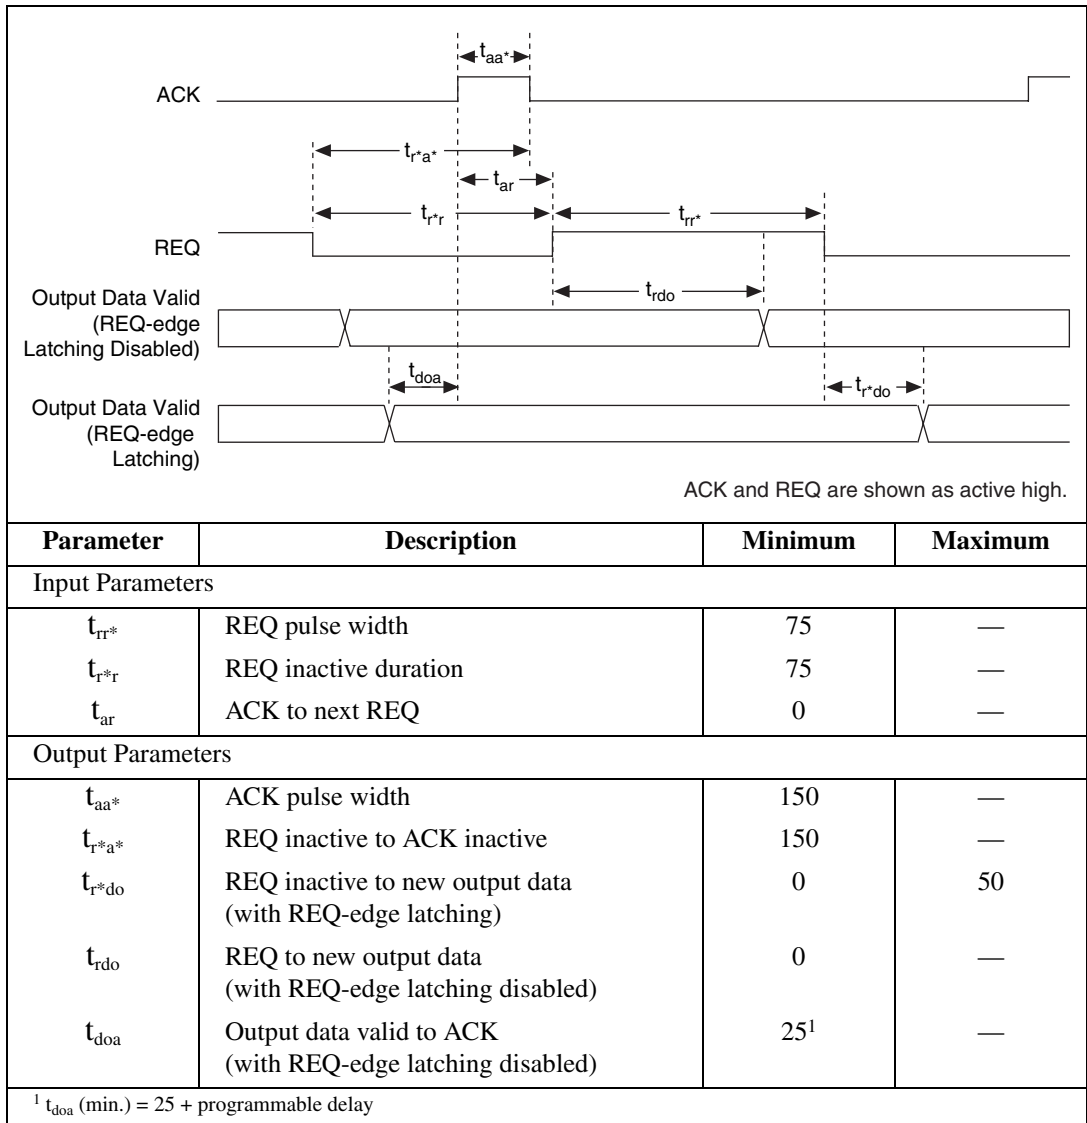 t_aa*
ACK
t_r*a*
t_ar
t_r*r
t_rr*
REQ
t_rdo
Output Data Valid
(REQ-edge
Latching Disabled)
t_doa
t_r*do
Output Data Valid
(REQ-edge
Latching)
ACK and REQ are shown as active high.
Parameter Description Minimum Maximum
Input Parameters
t_rr* REQ pulse width 75 —
t_r*r REQ inactive duration 75 —
t_ar ACK to next REQ 0 —
Output Parameters
t_aa* ACK pulse width 150 —
t_r*a* REQ inactive to ACK inactive 150 —
t_r*do REQ inactive to new output data 0 50
(with REQ-edge latching)
t_rdo REQ to new output data 0 —
(with REQ-edge latching disabled)
t_doa Output data valid to ACK 25¹ —
(with REQ-edge latching disabled)
¹ t_doa (min.) = 25 + programmable delay